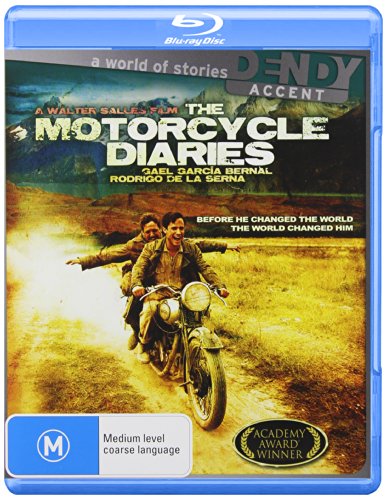 Blu-ray Disc
a world of stories
DENDY
ACCENT
A WALTER SALLES FILM
THE
MOTORCYCLE
DIARIES
GAEL GARCÍA BERNAL
RODRIGO DE LA SERNA
BEFORE HE CHANGED THE WORLD
THE WORLD CHANGED HIM
M
Medium level
coarse language
ACADEMY
AWARD®
WINNER